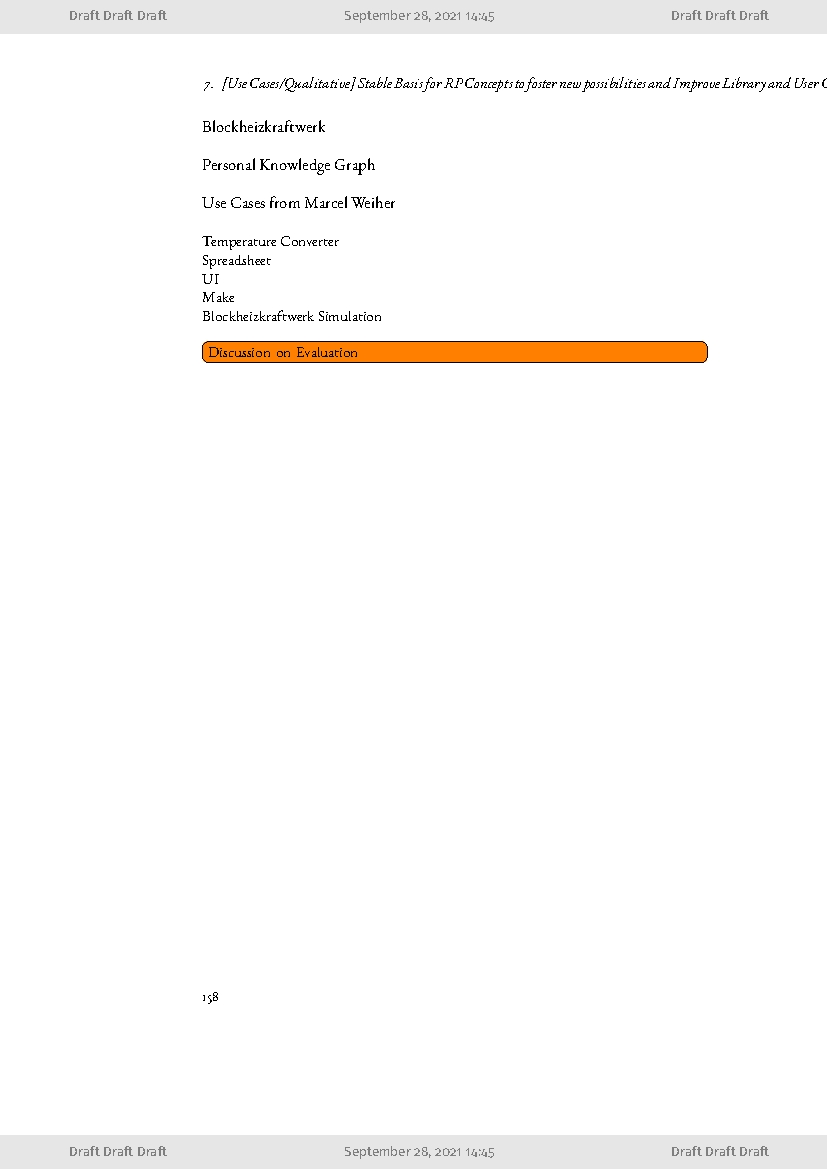 Draft Draft Draft September 28, 2021 14:45 Draft Draft Draft
7. [Use Cases/Qualitative] Stable Basis for RP Concepts to foster new possibilities and Improve Library and User
Blockheizkraftwerk
Personal Knowledge Graph
Use Cases from Marcel Weiher
Temperature Converter
Spreadsheet
UI
Make
Blockheizkraftwerk Simulation
Discussion on Evaluation
158
Draft Draft Draft September 28, 2021 14:45 Draft Draft Draft